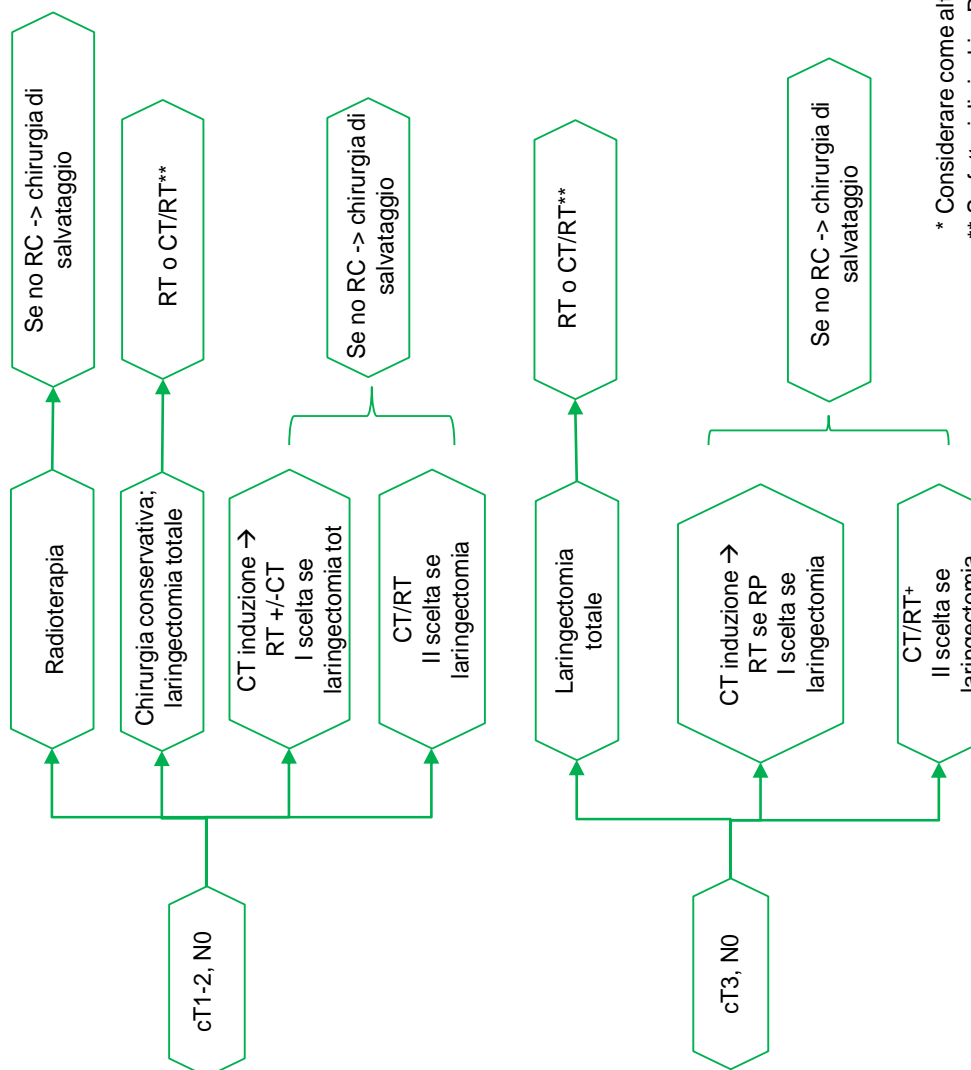 cT1-2, N0
Radioterapia
Se no RC -> chirurgia di
salvataggio
Chirurgia conservativa;
laringectomia totale
RT o CT/RT**
CT induzione →
RT +/-CT
I scelta se
laringectomia tot
CT/RT
II scelta se
laringectomia
Se no RC -> chirurgia di
salvataggio
cT3, N0
Laringectomia
totale
RT o CT/RT**
CT induzione →
RT se RP
I scelta se
laringectomia
CT/RT+
II scelta se
laringectomia
Se no RC -> chirurgia di
salvataggio
* Considerare come
**